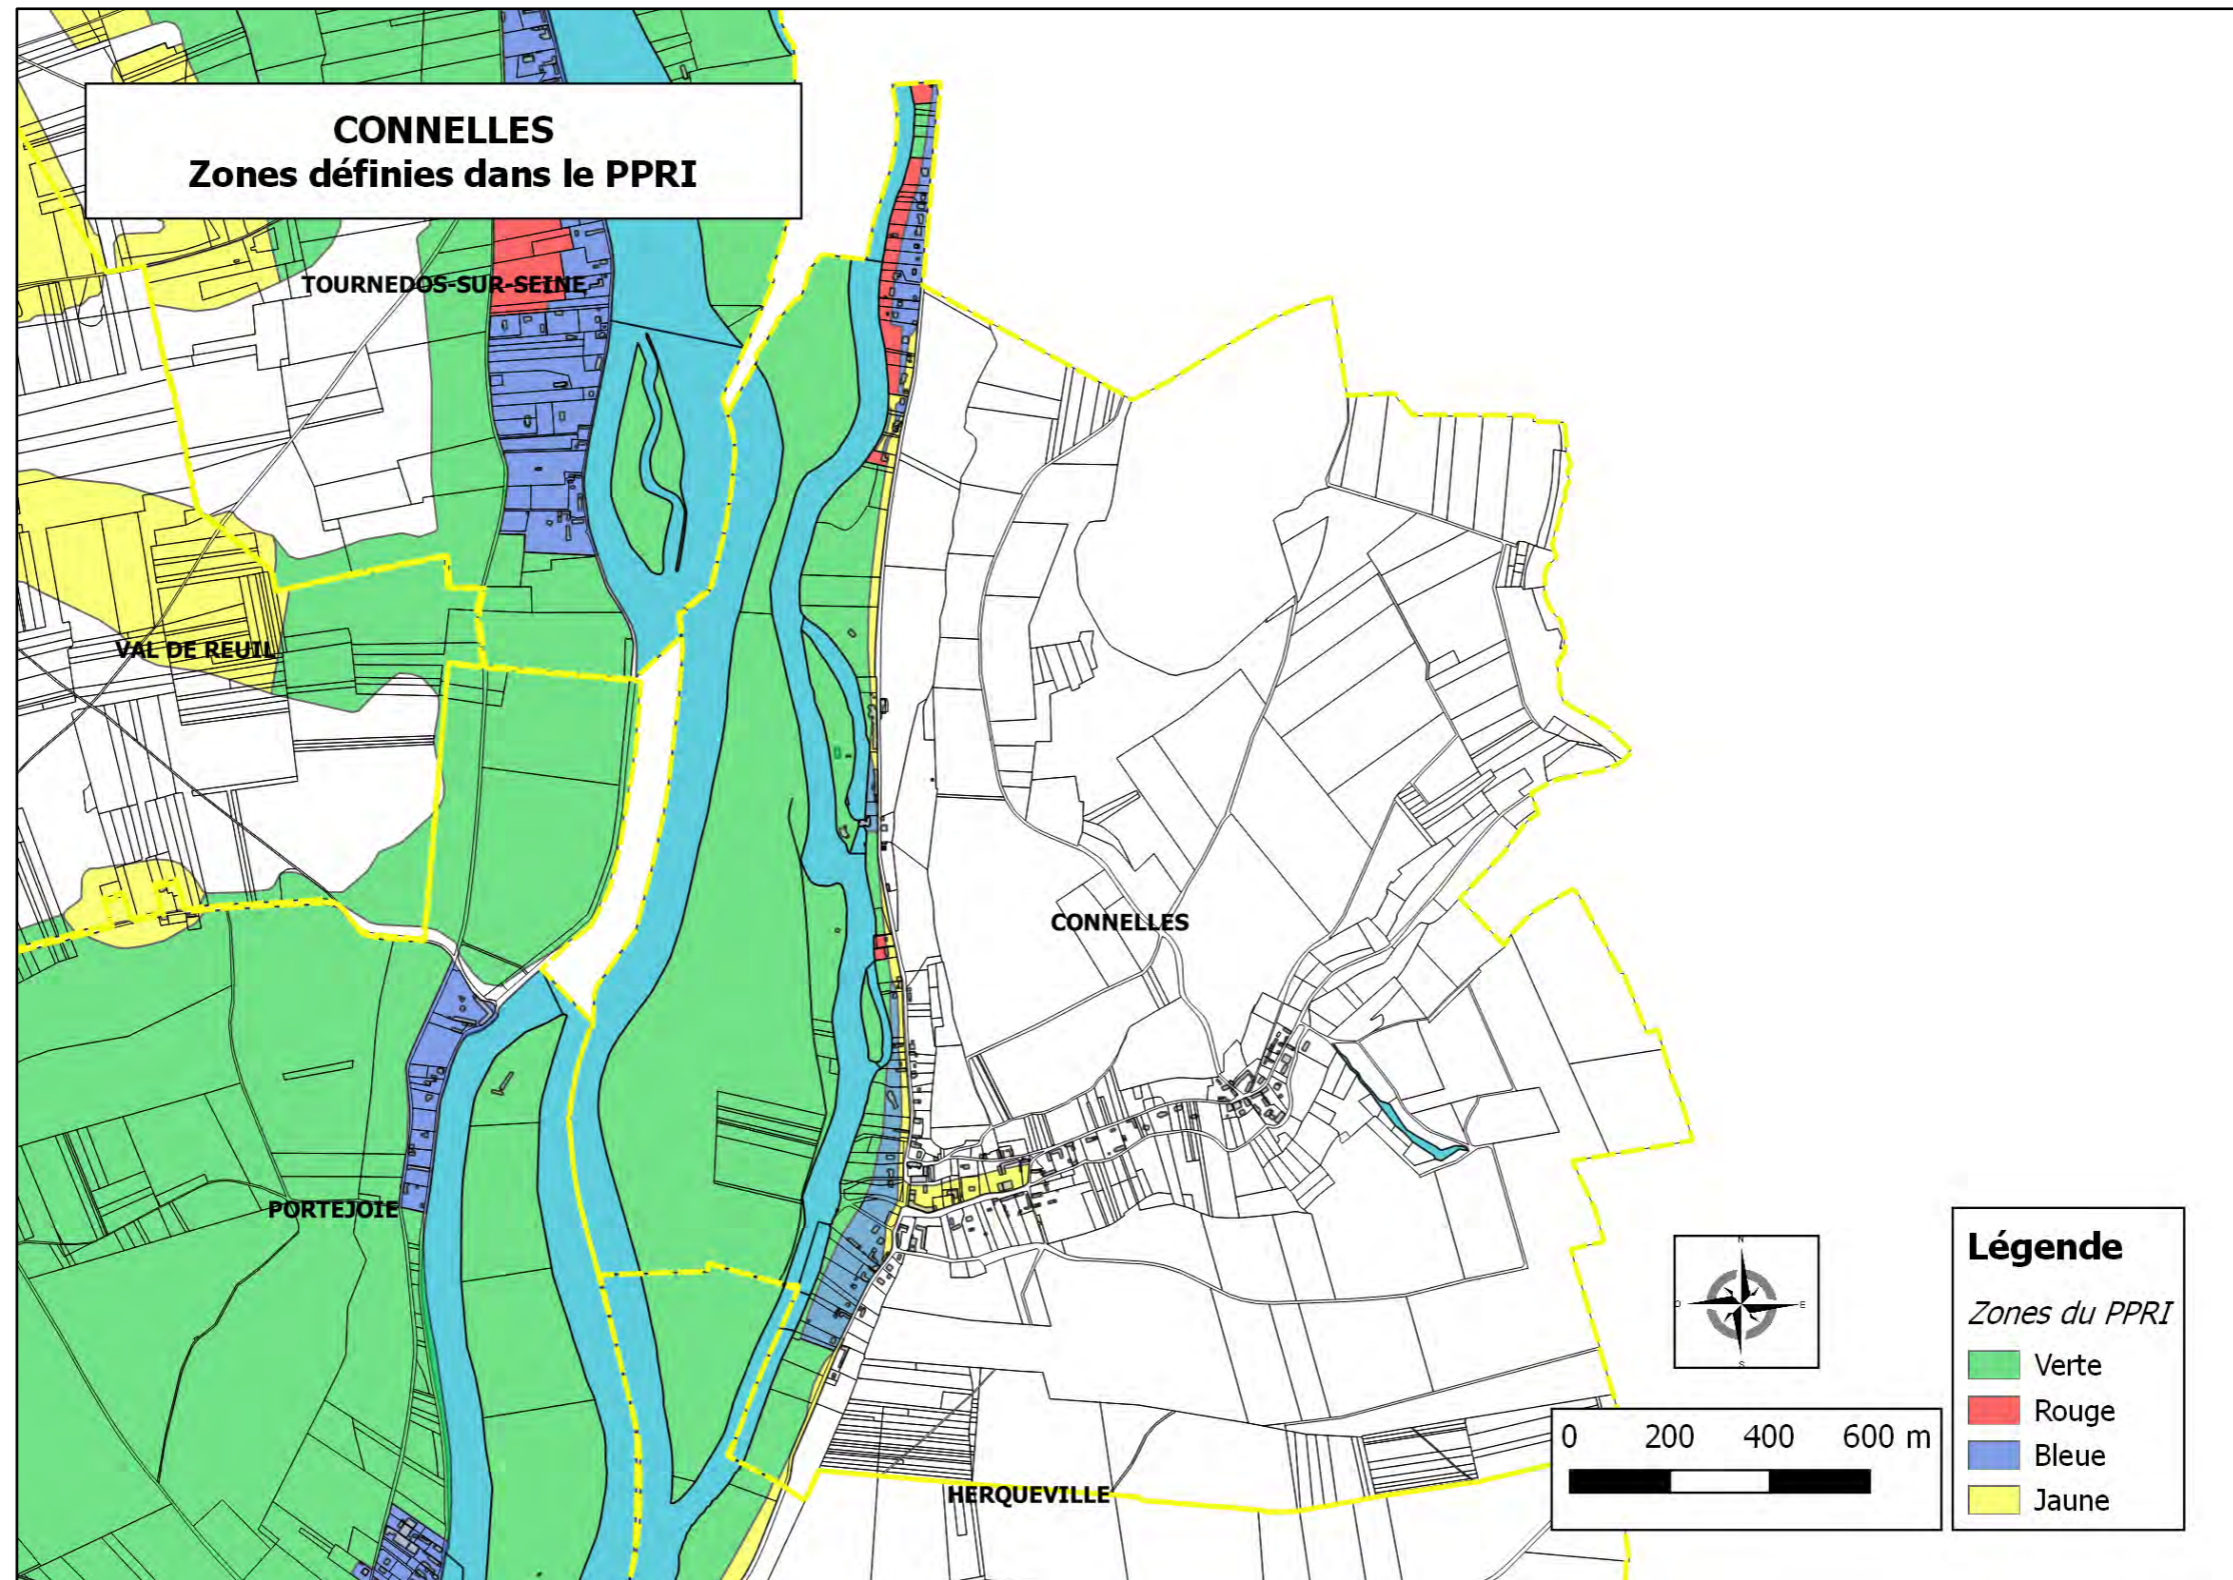 CONNELLES
Zones définies dans le PPRI
TOURNEDOS-SUR-SEINE
VAL DE REUIL
CONNELLES
PORTEJOIE
HERQUEVILLE
N
O
E
S
0 200 400 600 m
Légende
Zones du PPRI
Verte
Rouge
Bleue
Jaune